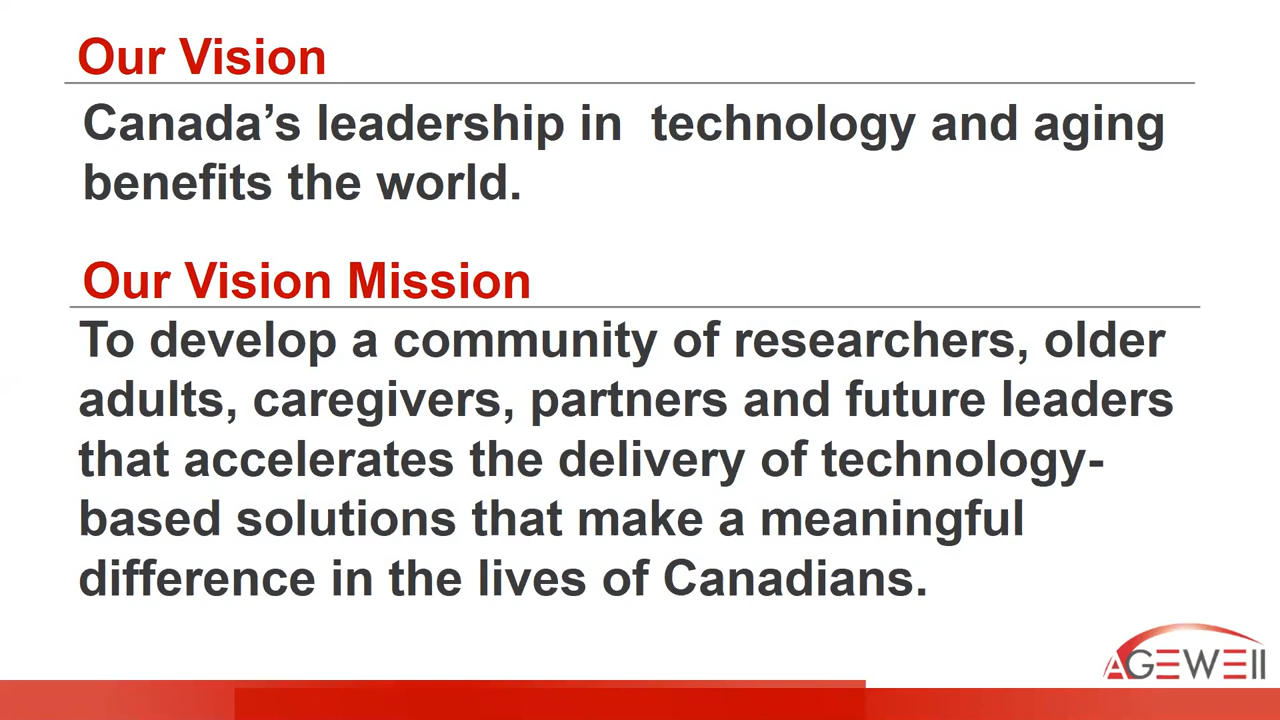 Our Vision
Canada’s leadership in  technology and aging
benefits the world.
Our Vision Mission
To develop a community of researchers, older
adults, caregivers, partners and future leaders
that accelerates the delivery of technology-
based solutions that make a meaningful
difference in the lives of Canadians.
AGEWEll